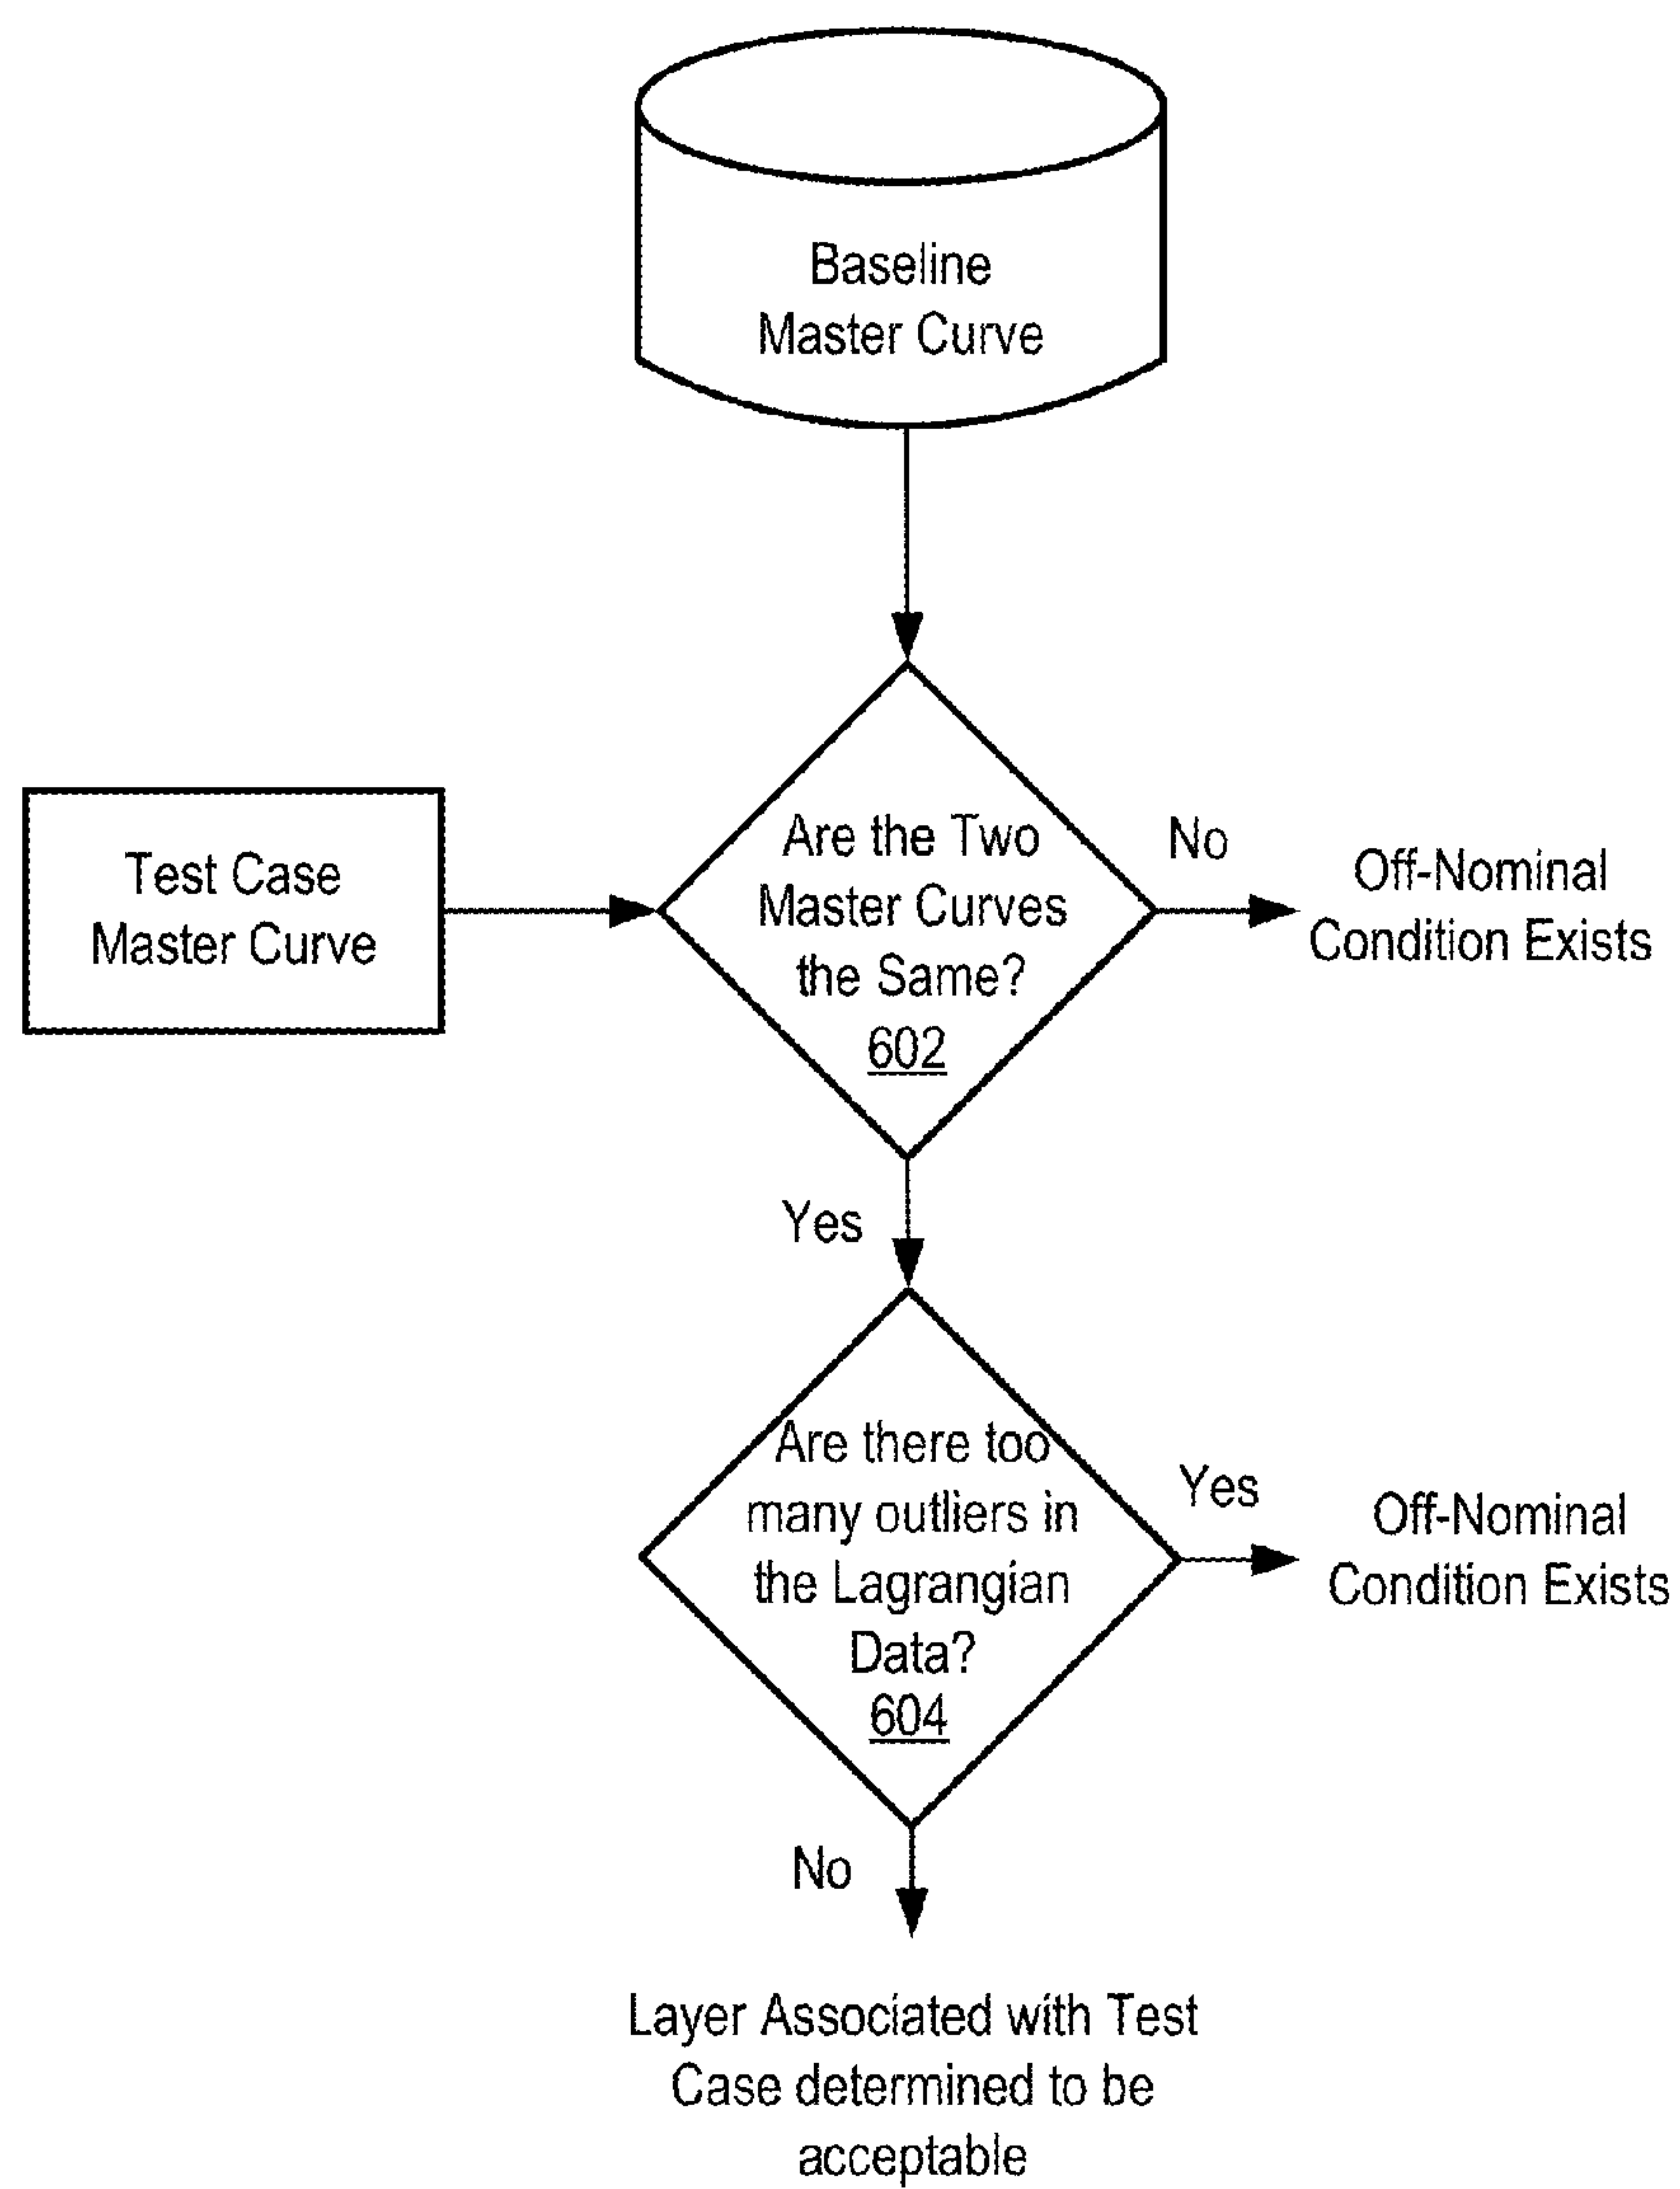 Baseline
Master Curve
Test Case
Master Curve
Are the Two
Master Curves
the Same?
602
No
Off-Nominal
Condition Exists
Yes
Are there too
many outliers in
the Lagrangian
Data?
604
Yes
Off-Nominal
Condition Exists
No
Layer Associated with Test
Case determined to be
acceptable